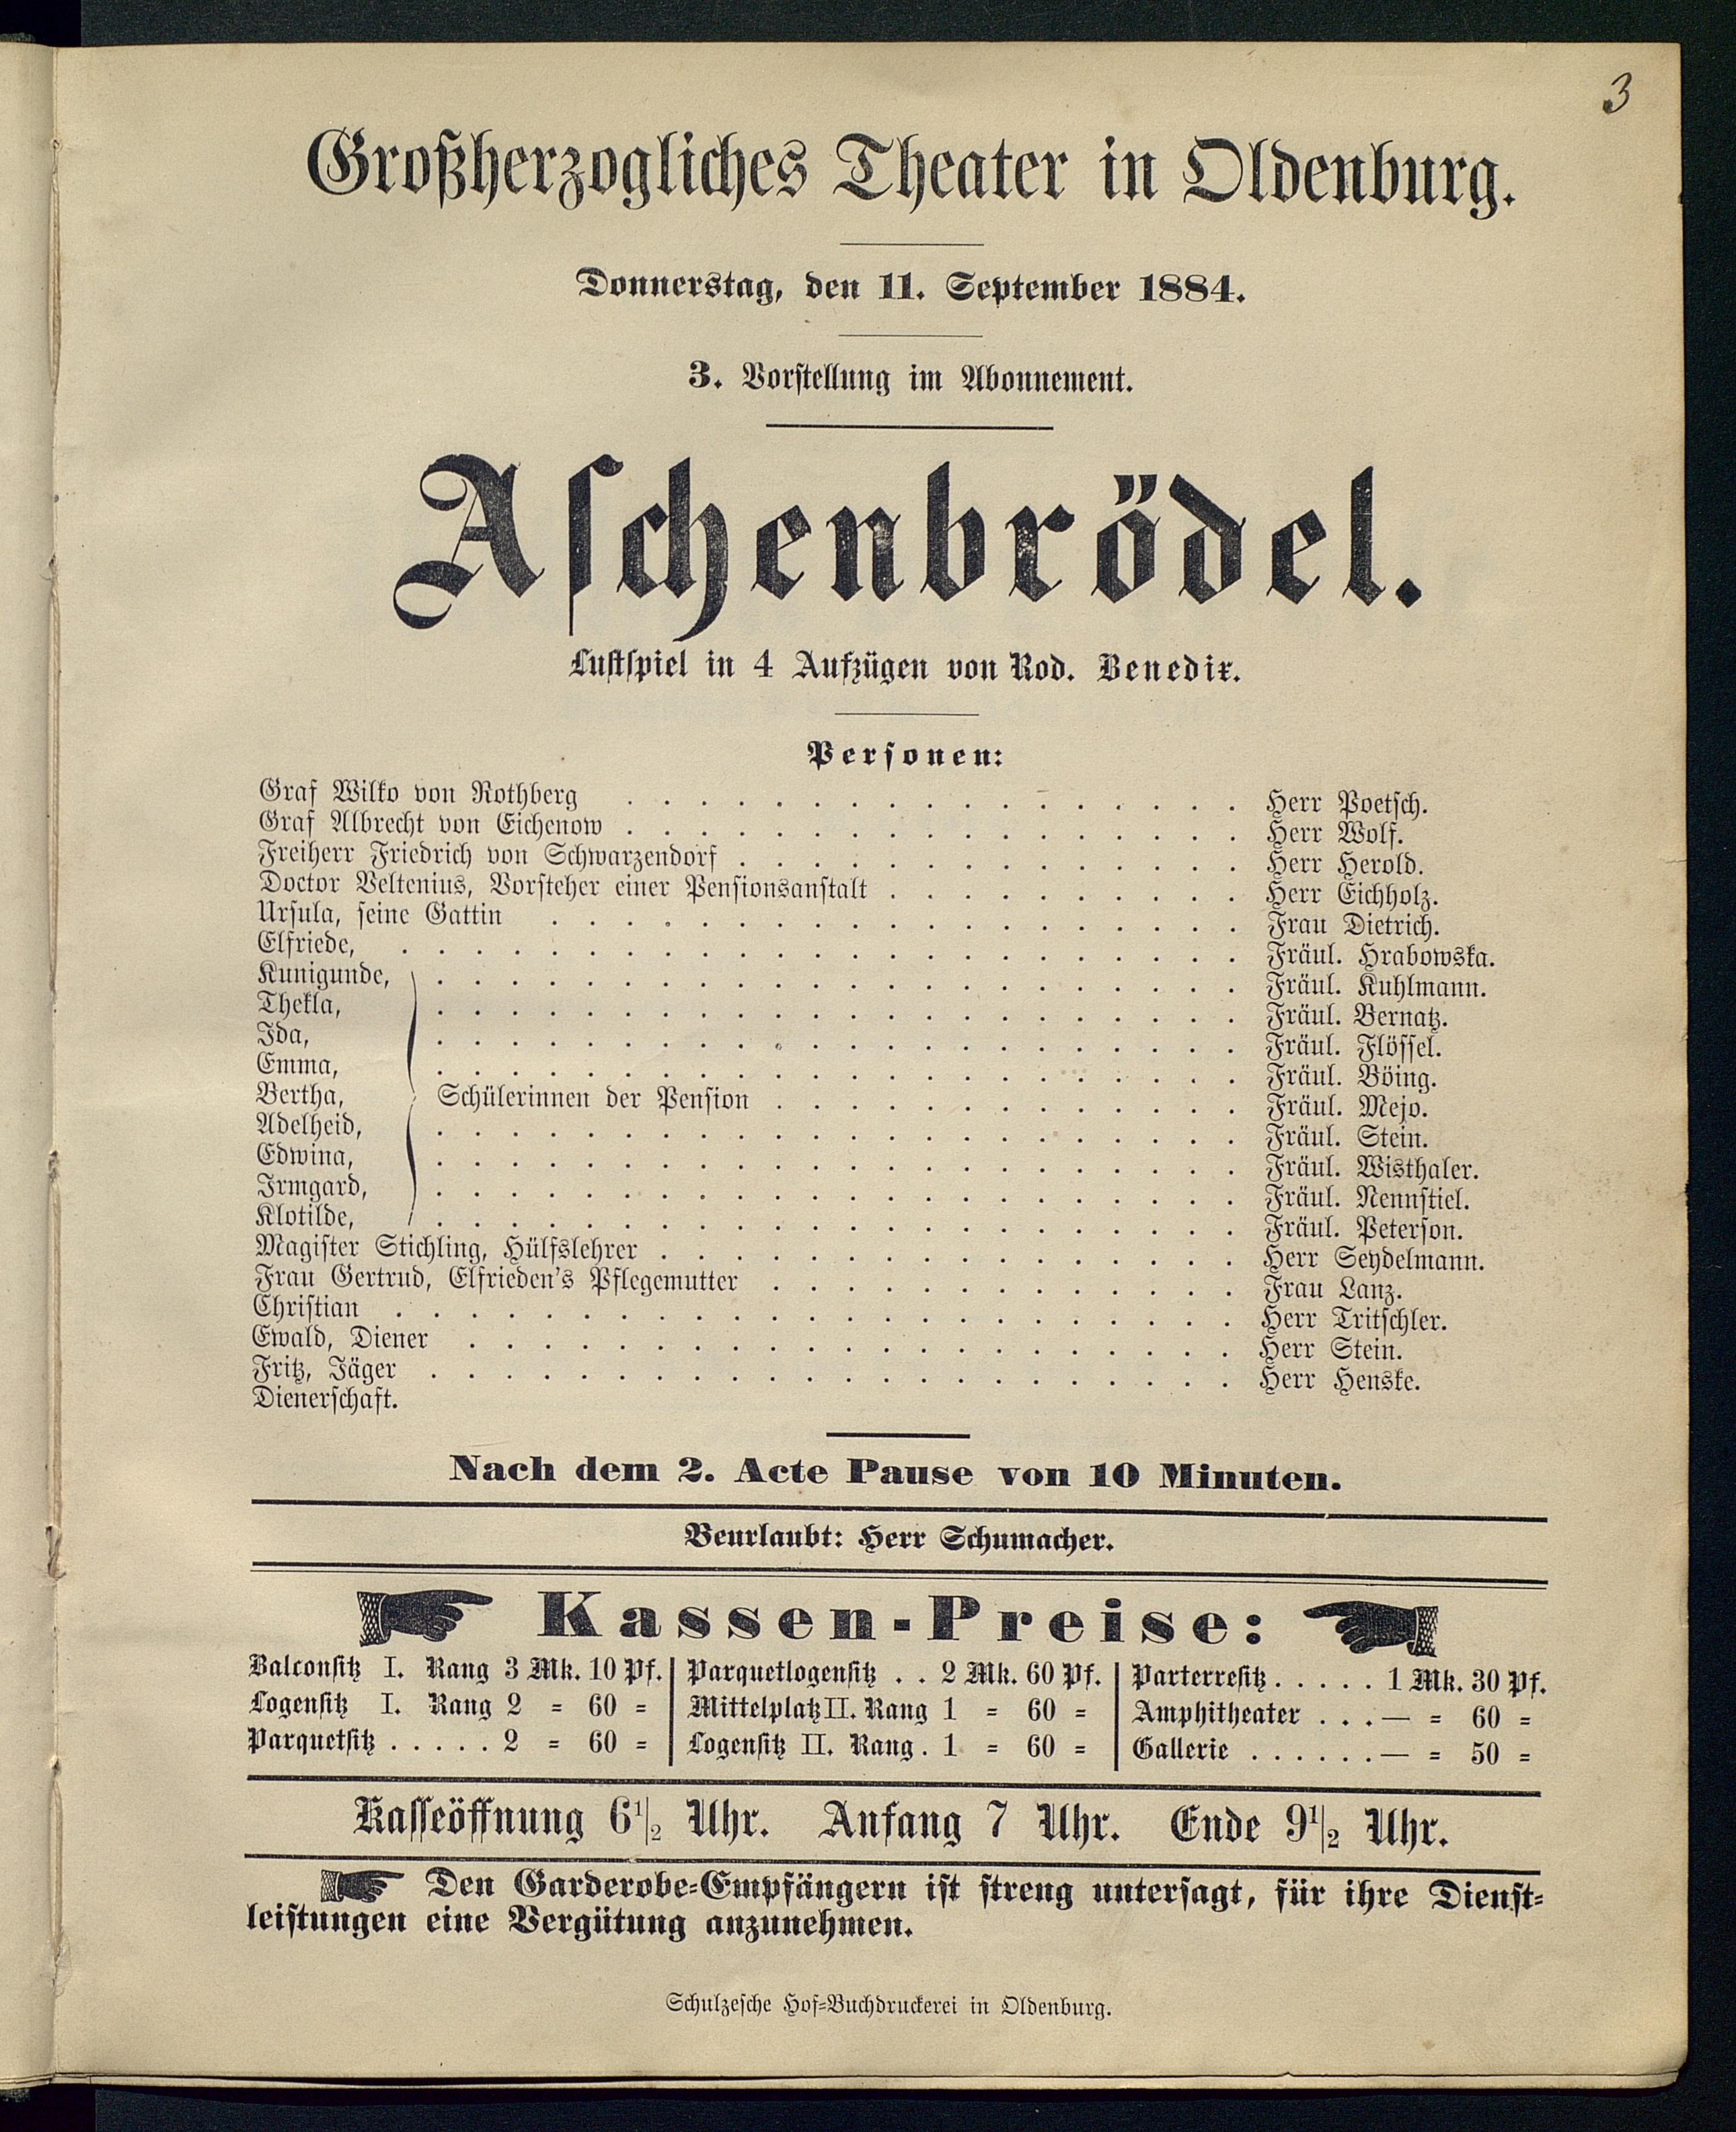 3
Großherzogliches Theater in Oldenburg.
Donnerstag, den 11. September 1884.
3. Vorstellung im Abonnement.
Aschenbrödel.
Lustspiel in 4 Aufzügen von Rod. Benedix.
Personen:
Graf Wilko von Rothberg . . . . . . . . . . . . . . . . . Herr Poetsch.
Graf Albrecht von Eichenow . . . . . . . . . . . . . . . . . Herr Wolf.
Freiherr Friedrich von Schwarzendorf . . . . . . . . . . . . . . Herr Herold.
Doctor Veltenius, Vorsteher einer Pensionsanstalt . . . . . . . . . . Herr Eichholz.
Ursula, seine Gattin . . . . . . . . . . . . . . . . . . . Frau Dietrich.
Elfriede, . . . . . . . . . . . . . . . . . . . . . . . Fräul. Hrabowska.
Kunigunde, . . . . . . . . . . . . . . . . . . . . . . Fräul. Kuhlmann.
Thekla, . . . . . . . . . . . . . . . . . . . . . . Fräul. Bernatz.
Ida, . . . . . . . . . . . . . . . . . . . . . . Fräul. Flössel.
Emma, . . . . . . . . . . . . . . . . . . . . . . Fräul. Böing.
Bertha, Schülerinnen der Pension . . . . . . . . . . . . . Fräul. Mejo.
Adelheid, . . . . . . . . . . . . . . . . . . . . . . Fräul. Stein.
Edwina, . . . . . . . . . . . . . . . . . . . . . . Fräul. Wisthaler.
Irmgard, . . . . . . . . . . . . . . . . . . . . . . Fräul. Nennstiel.
Klotilde, . . . . . . . . . . . . . . . . . . . . . . Fräul. Peterson.
Magister Stichling, Hülfslehrer . . . . . . . . . . . . . . . . Herr Seydelmann.
Frau Gertrud, Elfrieden's Pflegemutter . . . . . . . . . . . . . Frau Lanz.
Christian . . . . . . . . . . . . . . . . . . . . . . . Herr Tritschler.
Ewald, Diener . . . . . . . . . . . . . . . . . . . . . Herr Stein.
Fritz, Jäger . . . . . . . . . . . . . . . . . . . . . . Herr Henske.
Dienerschaft.
Nach dem 2. Acte Pause von 10 Minuten.
Beurlaubt: Herr Schumacher.
Kassen-Preise:
Balconsitz I. Rang 3 Mk. 10 Pf.
Logensitz I. Rang 2 = 60 =
Parquetsitz . . . . . 2 = 60 =
Parquetlogensitz . . 2 Mk. 60 Pf.
Mittelplatz II. Rang 1 = 60 =
Logensitz II. Rang . 1 = 60 =
Parterresitz . . . . . 1 Mk. 30 Pf.
Amphitheater . . . — = 60 =
Gallerie . . . . . . — = 50 =
Kasseöffnung 6½ Uhr. Anfang 7 Uhr. Ende 9½ Uhr.
Den Garderobe=Empfängern ist streng untersagt, für ihre Dienst=
leistungen eine Vergütung anzunehmen.
Schulzesche Hof=Buchdruckerei in Oldenburg.